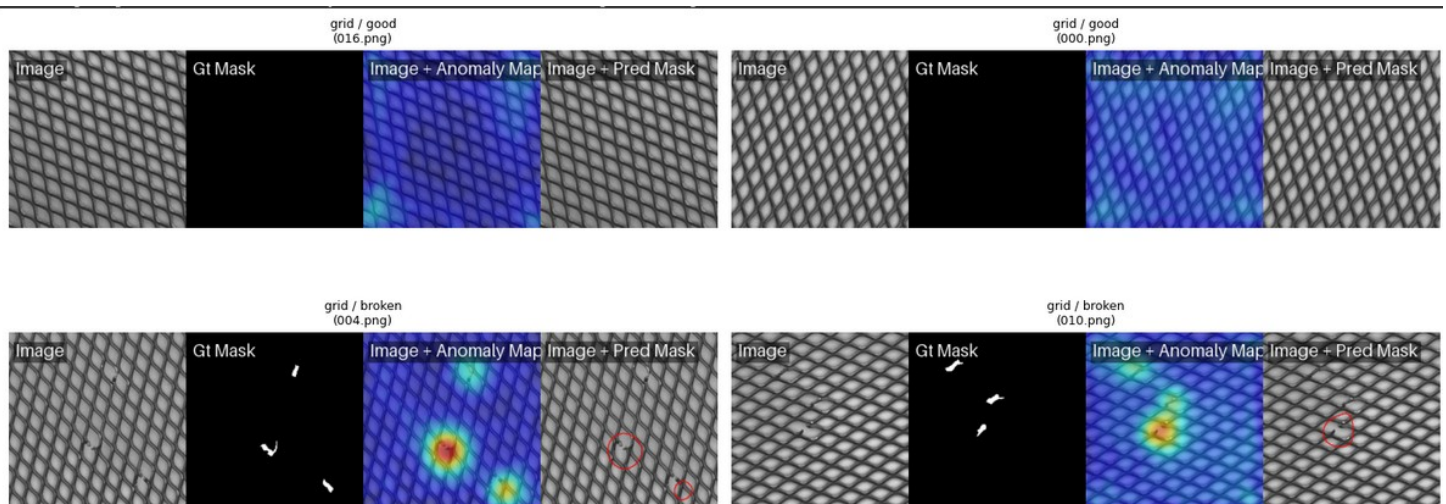 grid / good
(016.png)
Image
Gt Mask
Image + Anomaly Map
Image + Pred Mask
grid / good
(000.png)
Image
Gt Mask
Image + Anomaly Map
Image + Pred Mask
grid / broken
(004.png)
Image
Gt Mask
Image + Anomaly Map
Image + Pred Mask
grid / broken
(010.png)
Image
Gt Mask
Image + Anomaly Map
Image + Pred Mask